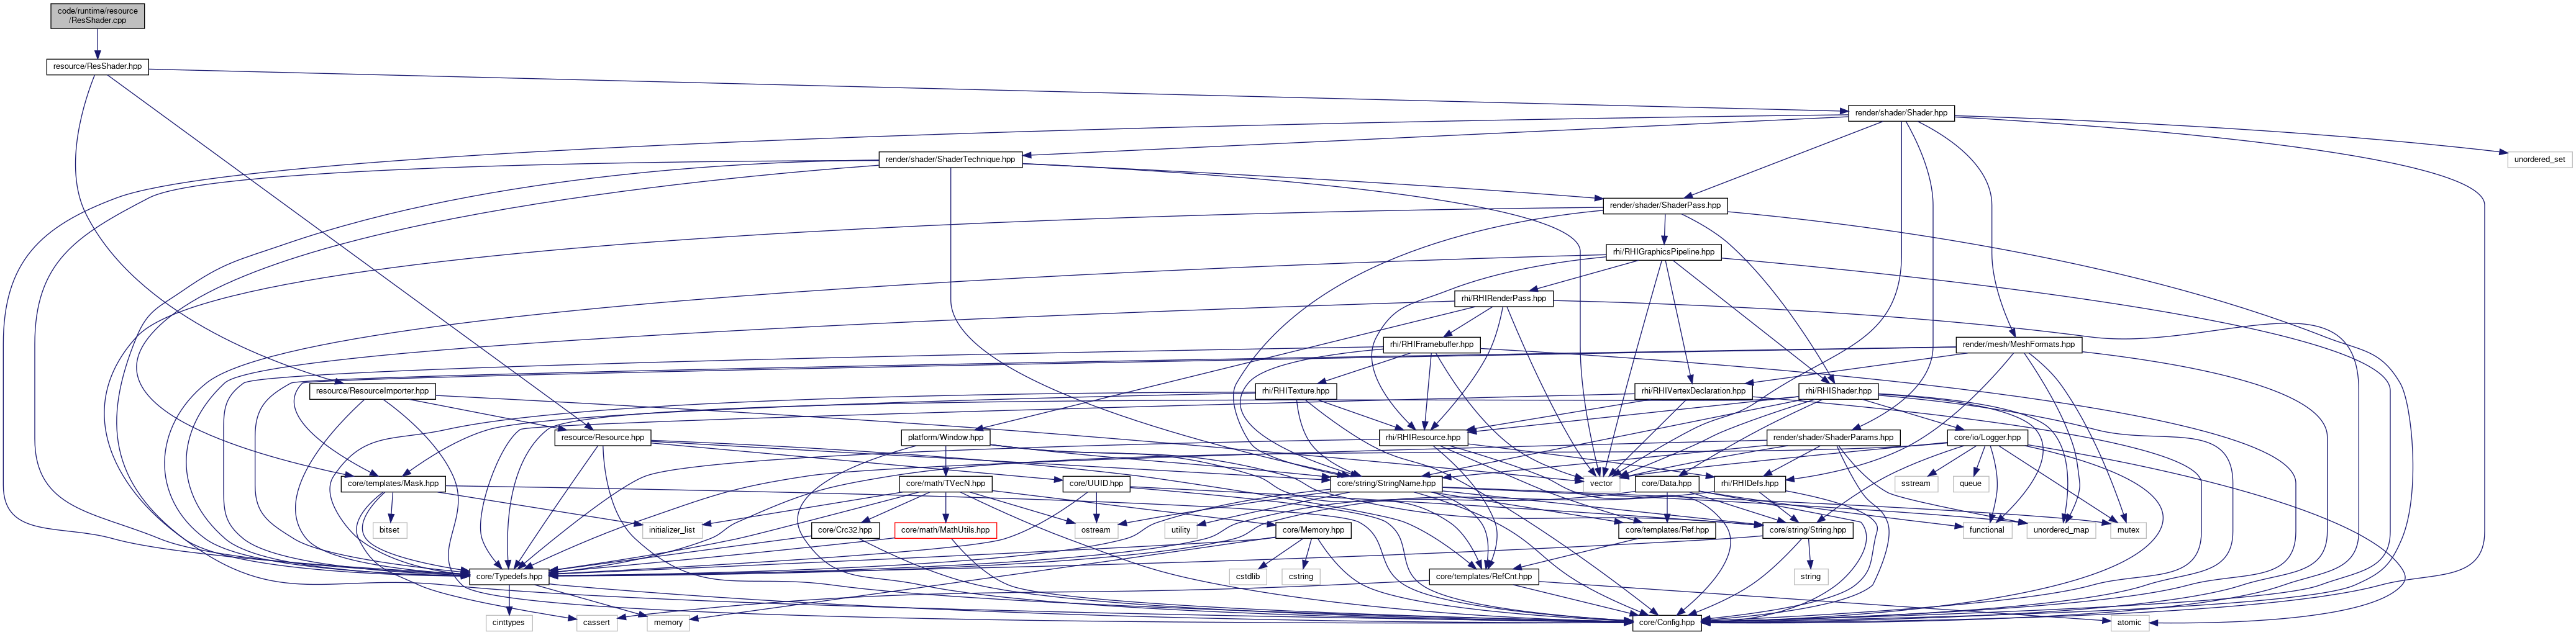 code/runtime/resource
/ResShader.cpp
resource/ResShader.hpp
render/shader/Shader.hpp
render/shader/ShaderTechnique.hpp
unordered_set
render/shader/ShaderPass.hpp
rhi/RHIGraphicsPipeline.hpp
rhi/RHIRenderPass.hpp
rhi/RHIFramebuffer.hpp
render/mesh/MeshFormats.hpp
resource/ResourceImporter.hpp
rhi/RHITexture.hpp
rhi/RHIVertexDeclaration.hpp
rhi/RHIShader.hpp
resource/Resource.hpp
platform/Window.hpp
rhi/RHIResource.hpp
render/shader/ShaderParams.hpp
core/io/Logger.hpp
core/templates/Mask.hpp
core/math/TVecN.hpp
core/UUID.hpp
core/string/StringName.hpp
vector
core/Data.hpp
rhi/RHIDefs.hpp
sstream
queue
bitset
initializer_list
core/Crc32.hpp
core/math/MathUtils.hpp
ostream
utility
core/Memory.hpp
core/templates/Ref.hpp
core/string/String.hpp
functional
unordered_map
mutex
core/Typedefs.hpp
cstdlib
cstring
core/templates/RefCnt.hpp
string
cinttypes
cassert
memory
core/Config.hpp
atomic